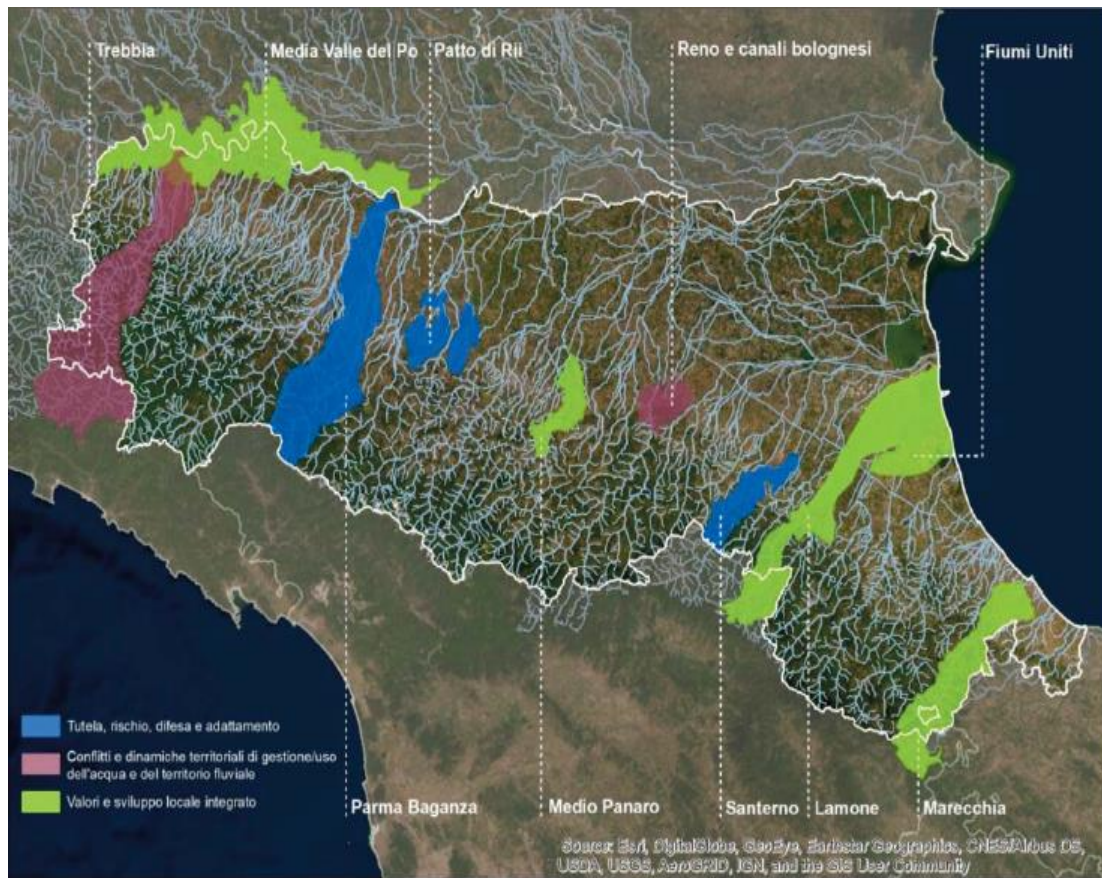 Trebbia
Media Valle del Po
Patto di Rii
Reno e canali bolognesi
Fiumi Uniti
Tutela, rischio, difesa e adattamento
Conflitti e dinamiche territoriali di gestione/uso
dell'acqua e del territorio fluviale
Valori e sviluppo locale integrato
Parma Baganza
Medio Panaro
Santerno
Lamone
Marecchia
Source: Esri, DigitalGlobe, GeoEye, Earthstar Geographics, CNES/Airbus DS,
USDA, USGS, AeroGRID, IGN, and the GIS User Community